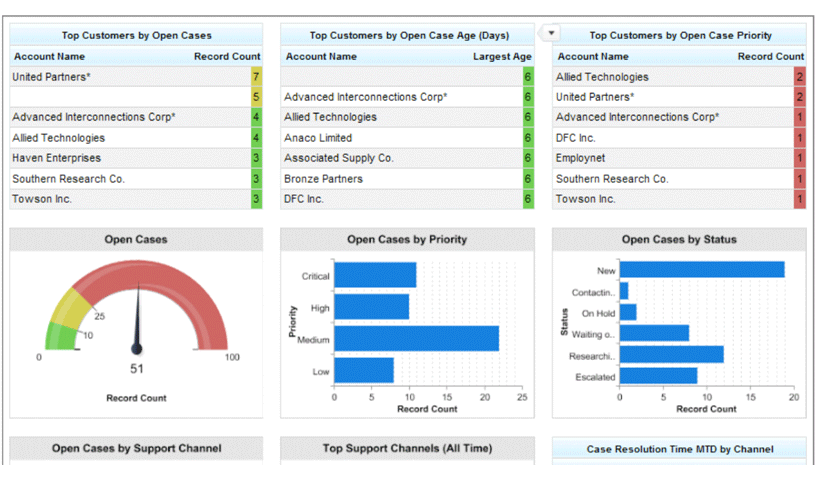 Top Customers by Open Cases
Account Name Record Count
United Partners* 7
5
Advanced Interconnections Corp* 4
Allied Technologies 4
Haven Enterprises 3
Southern Research Co. 3
Towson Inc. 3
Top Customers by Open Case Age (Days)
Account Name Largest Age
6
Advanced Interconnections Corp* 6
Allied Technologies 6
Anaco Limited 6
Associated Supply Co. 6
Bronze Partners 6
DFC Inc. 6
Top Customers by Open Case Priority
Account Name Record Count
Allied Technologies 2
United Partners* 2
Advanced Interconnections Corp* 1
DFC Inc. 1
Employnet 1
Southern Research Co. 1
Towson Inc. 1
Open Cases
25
10
0 100
51
Record Count
Open Cases by Priority
Priority
Critical
High
Medium
Low
0 5 10 15 20 25
Record Count
Open Cases by Status
Status
New
Contactin..
On Hold
Waiting o..
Researchi..
Escalated
0 5 10 15 20
Record Count
Open Cases by Support Channel
Top Support Channels (All Time)
Case Resolution Time MTD by Channel